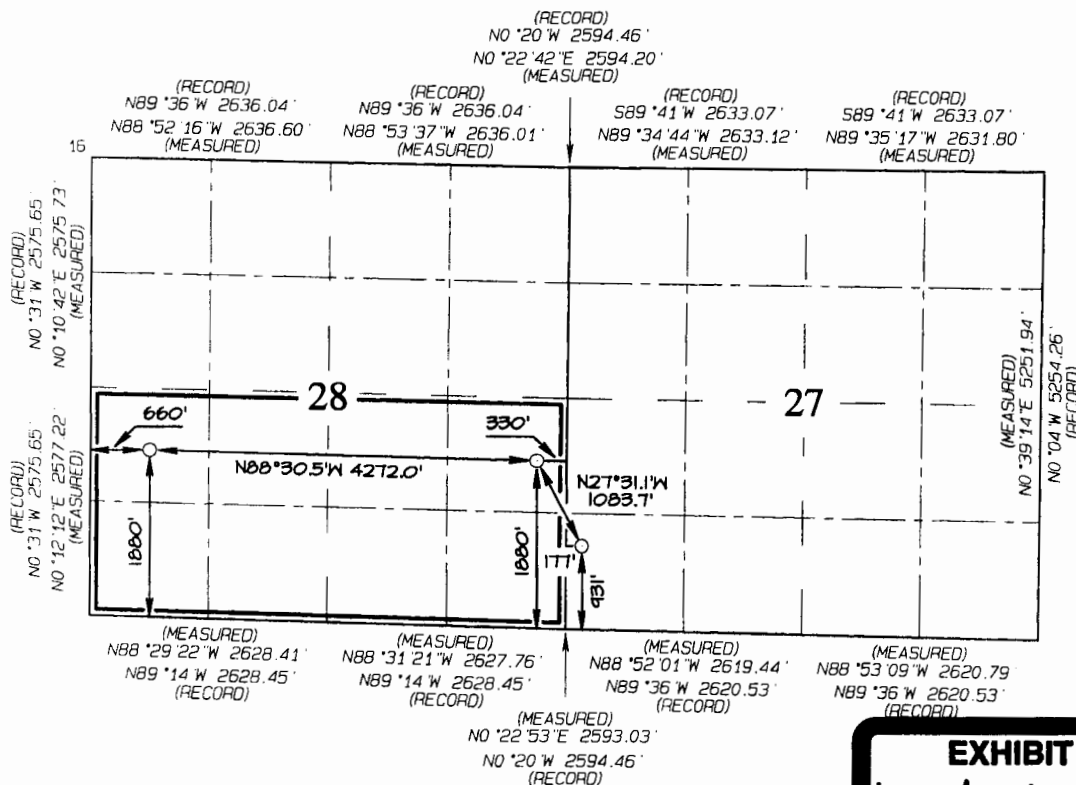 (RECORD)
N0°20'W 2594.46'
N0°22'42"E 2594.20'
(MEASURED)
(RECORD)
N89°36'W 2636.04'
N88°52'16"W 2636.60'
(MEASURED)
(RECORD)
N89°36'W 2636.04'
N88°53'37"W 2636.01'
(MEASURED)
(RECORD)
S89°41'W 2633.07'
N89°34'44"W 2633.12'
(MEASURED)
(RECORD)
S89°41'W 2633.07'
N89°35'17"W 2631.80'
(MEASURED)
16
(RECORD)
N0°31'W 2575.65'
N0°10'42"E 2575.73'
(MEASURED)
(RECORD)
N0°31'W 2575.65'
N0°12'12"E 2577.22'
(MEASURED)
28
27
660'
330'
N88°30.5'W 4272.0'
N27°31.1'W
1083.7'
1880'
1880'
177'
931'
(MEASURED)
N0°39'14"E 5251.94'
N0°04'W 5254.26'
(RECORD)
(MEASURED)
N88°29'22"W 2628.41'
N89°14'W 2628.45'
(RECORD)
(MEASURED)
N88°31'21"W 2627.76'
N89°14'W 2628.45'
(RECORD)
(MEASURED)
N88°52'01"W 2619.44'
N89°36'W 2620.53'
(RECORD)
(MEASURED)
N88°53'09"W 2620.79'
N89°36'W 2620.53'
(RECORD)
(MEASURED)
N0°22'53"E 2593.03'
N0°20'W 2594.46'
(RECORD)
EXHIBIT